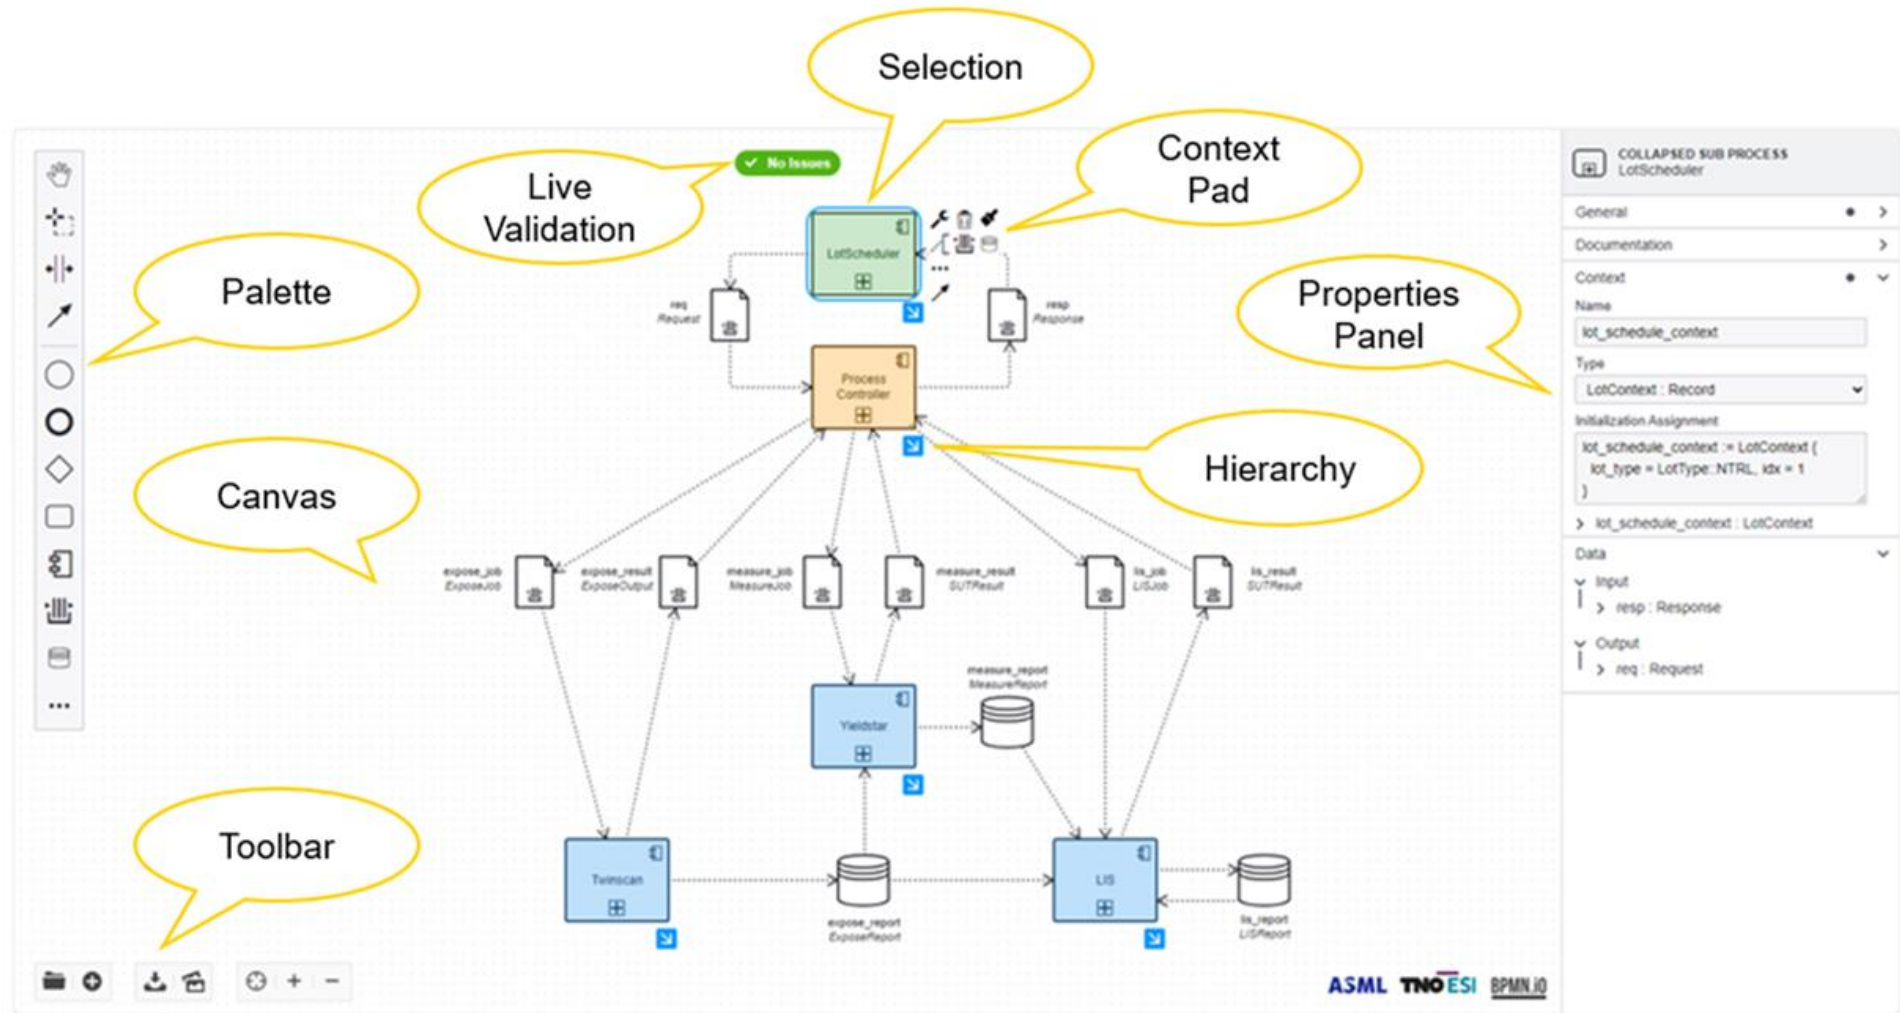 Selection
Context
Pad
Live
Validation
No Issues
COLLAPSED SUB PROCESS
LotScheduler
General
Documentation
Context
Name
lot_schedule_context
Type
LotContext : Record
Initialization Assignment
lot_schedule_context := LotContext {
lot_type = LotType::NTRL, idx = 1
}
lot_schedule_context : LotContext
Data
Input
resp : Response
Output
req : Request
Palette
Properties
Panel
LotScheduler
req
Request
resp
Response
Process
Controller
Canvas
Hierarchy
expose_job
ExposeJob
expose_result
ExposeOutput
measure_job
MeasureJob
measure_result
SUTResult
lis_job
LISJob
lis_result
SUTResult
measure_report
MeasureReport
Yieldstar
Toolbar
Twinscan
expose_report
ExposeReport
LIS
lis_report
LISReport
ASML TNO ESI BPMN.iO